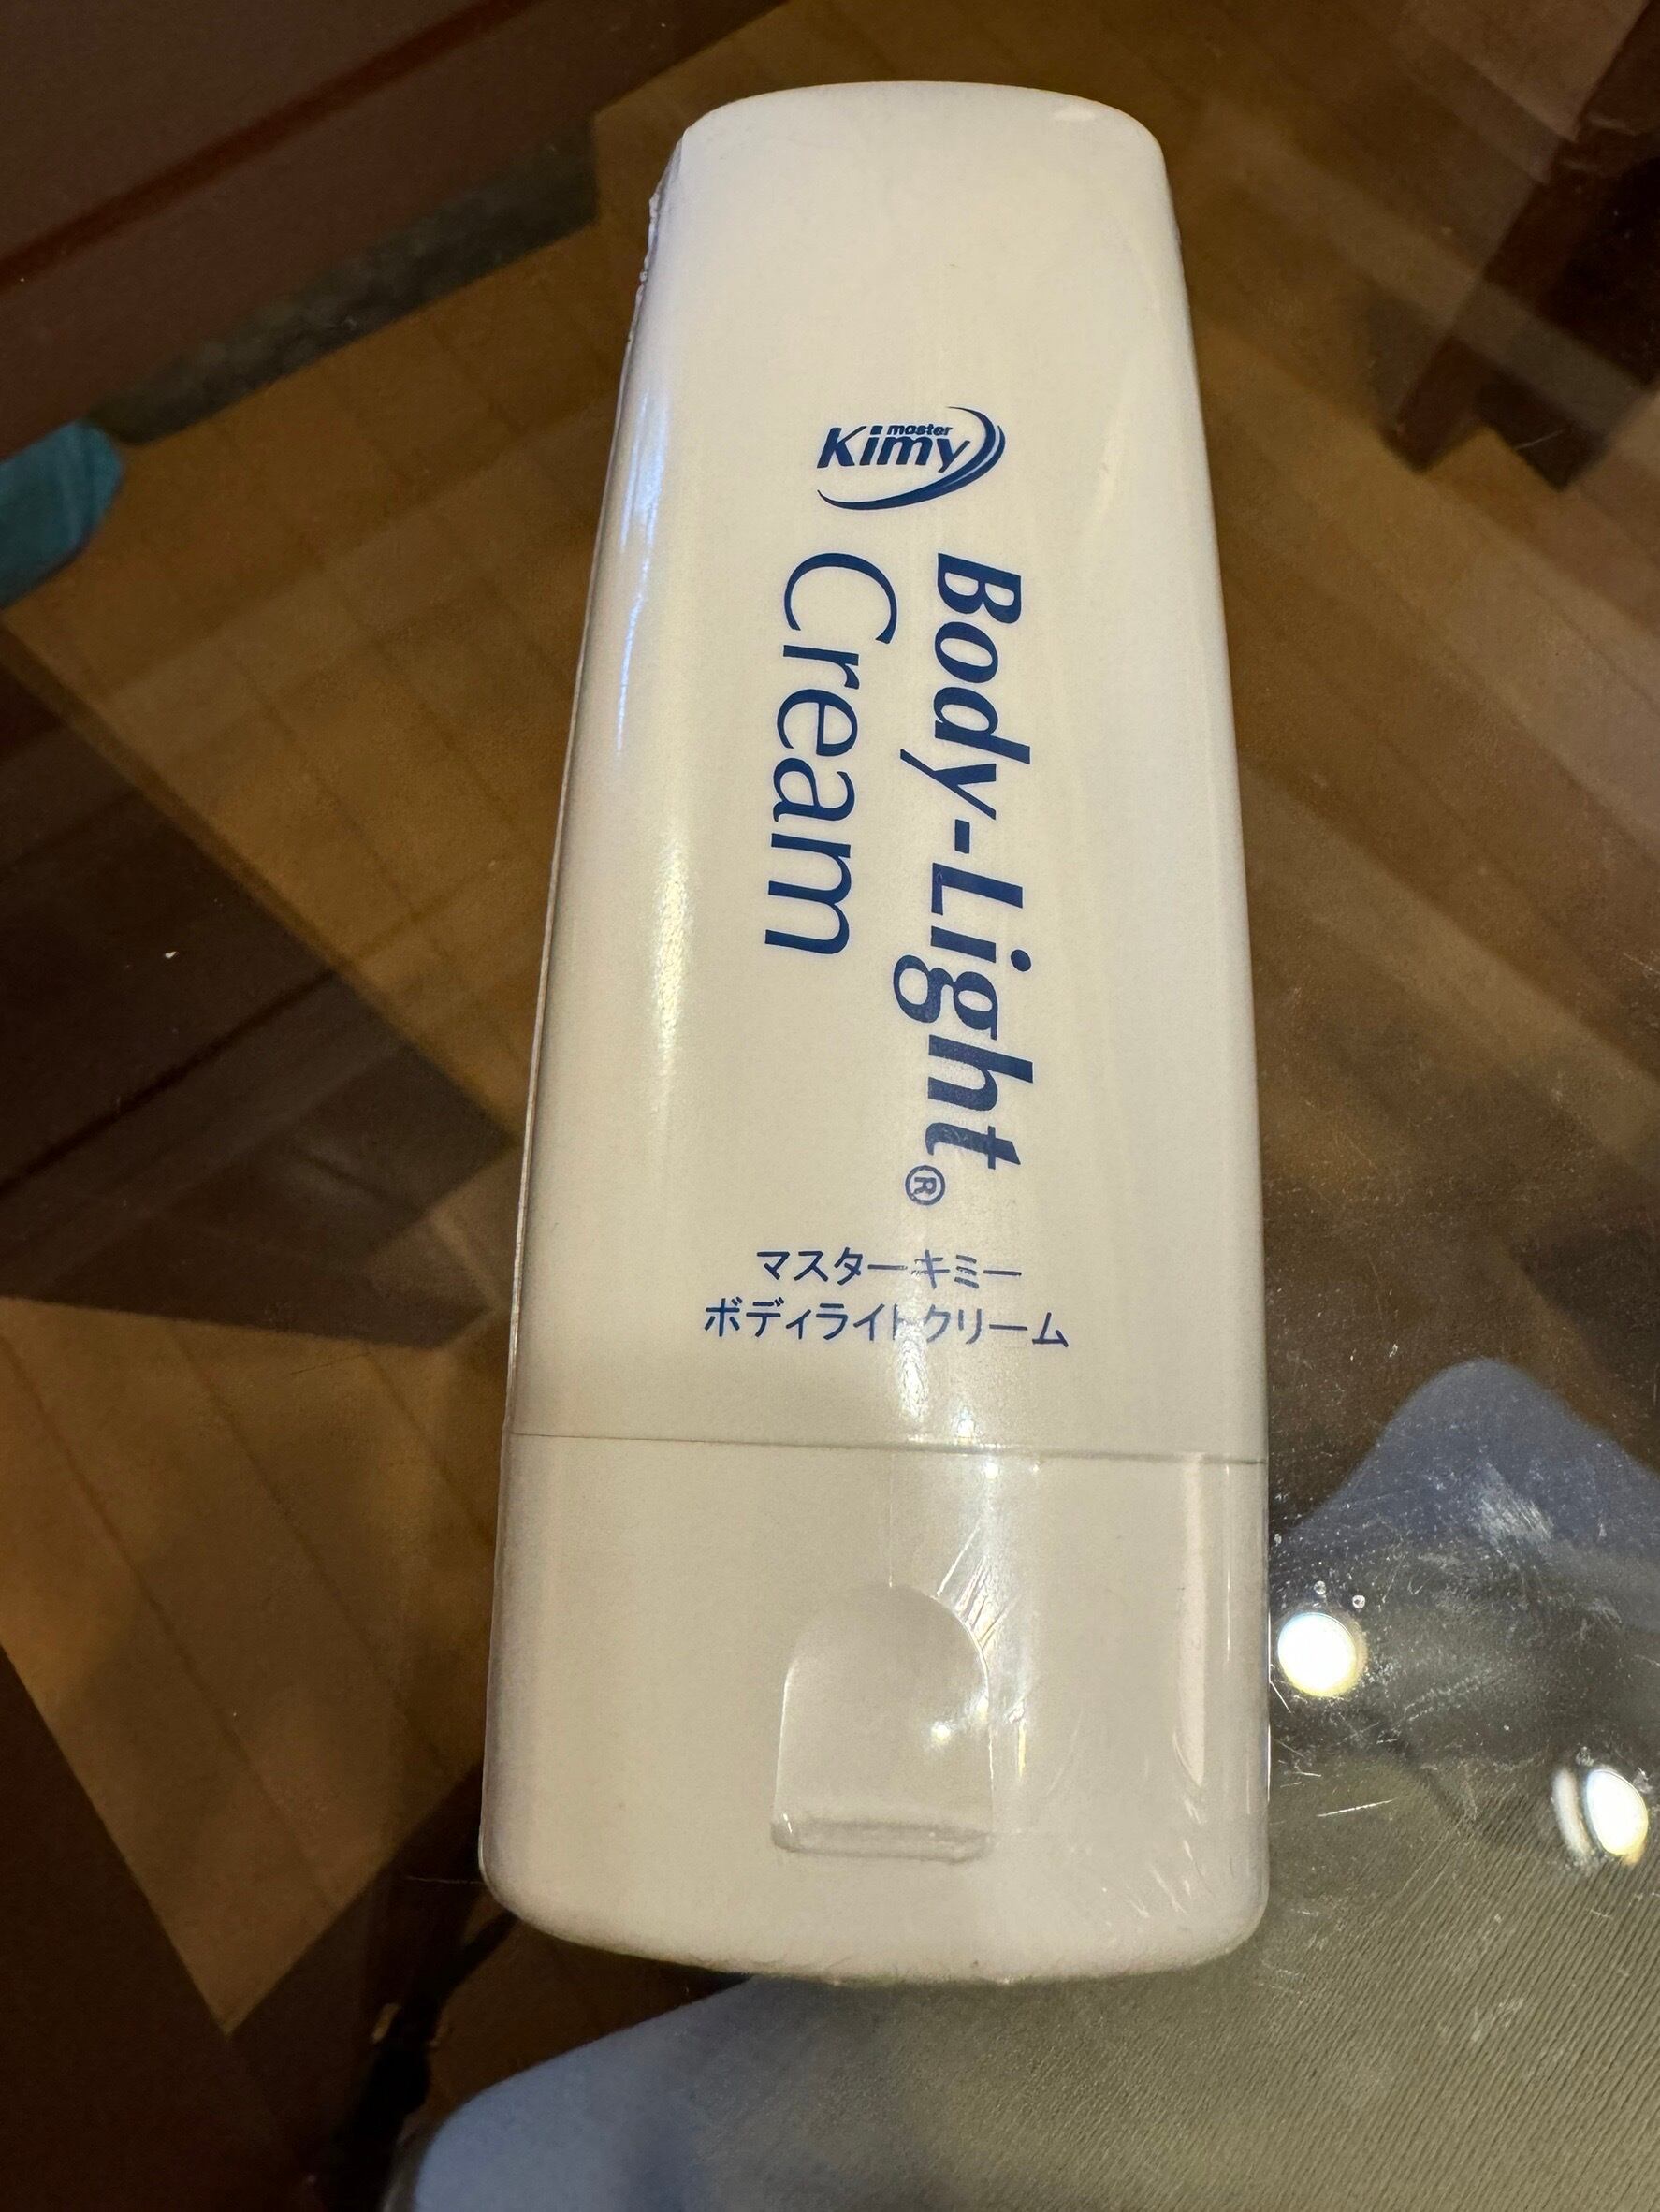 master
Kimy
Body-Light®
Cream
マスターキミー
ボディライトクリーム